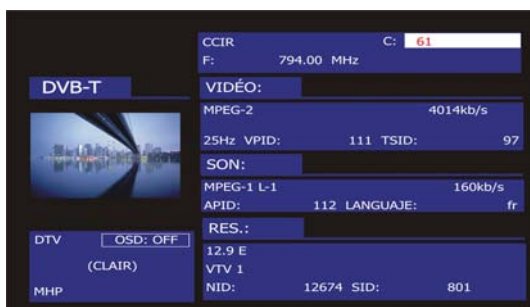 CCIR C: 61
F: 794.00 MHz
DVB-T
VIDÉO:
MPEG-2 4014kb/s
25Hz VPID: 111 TSID: 97
SON:
MPEG-1 L-1 160kb/s
APID: 112 LANGUAJE: fr
RES.:
12.9 E
VTV 1
NID: 12674 SID: 801
DTV OSD: OFF
(CLAIR)
MHP